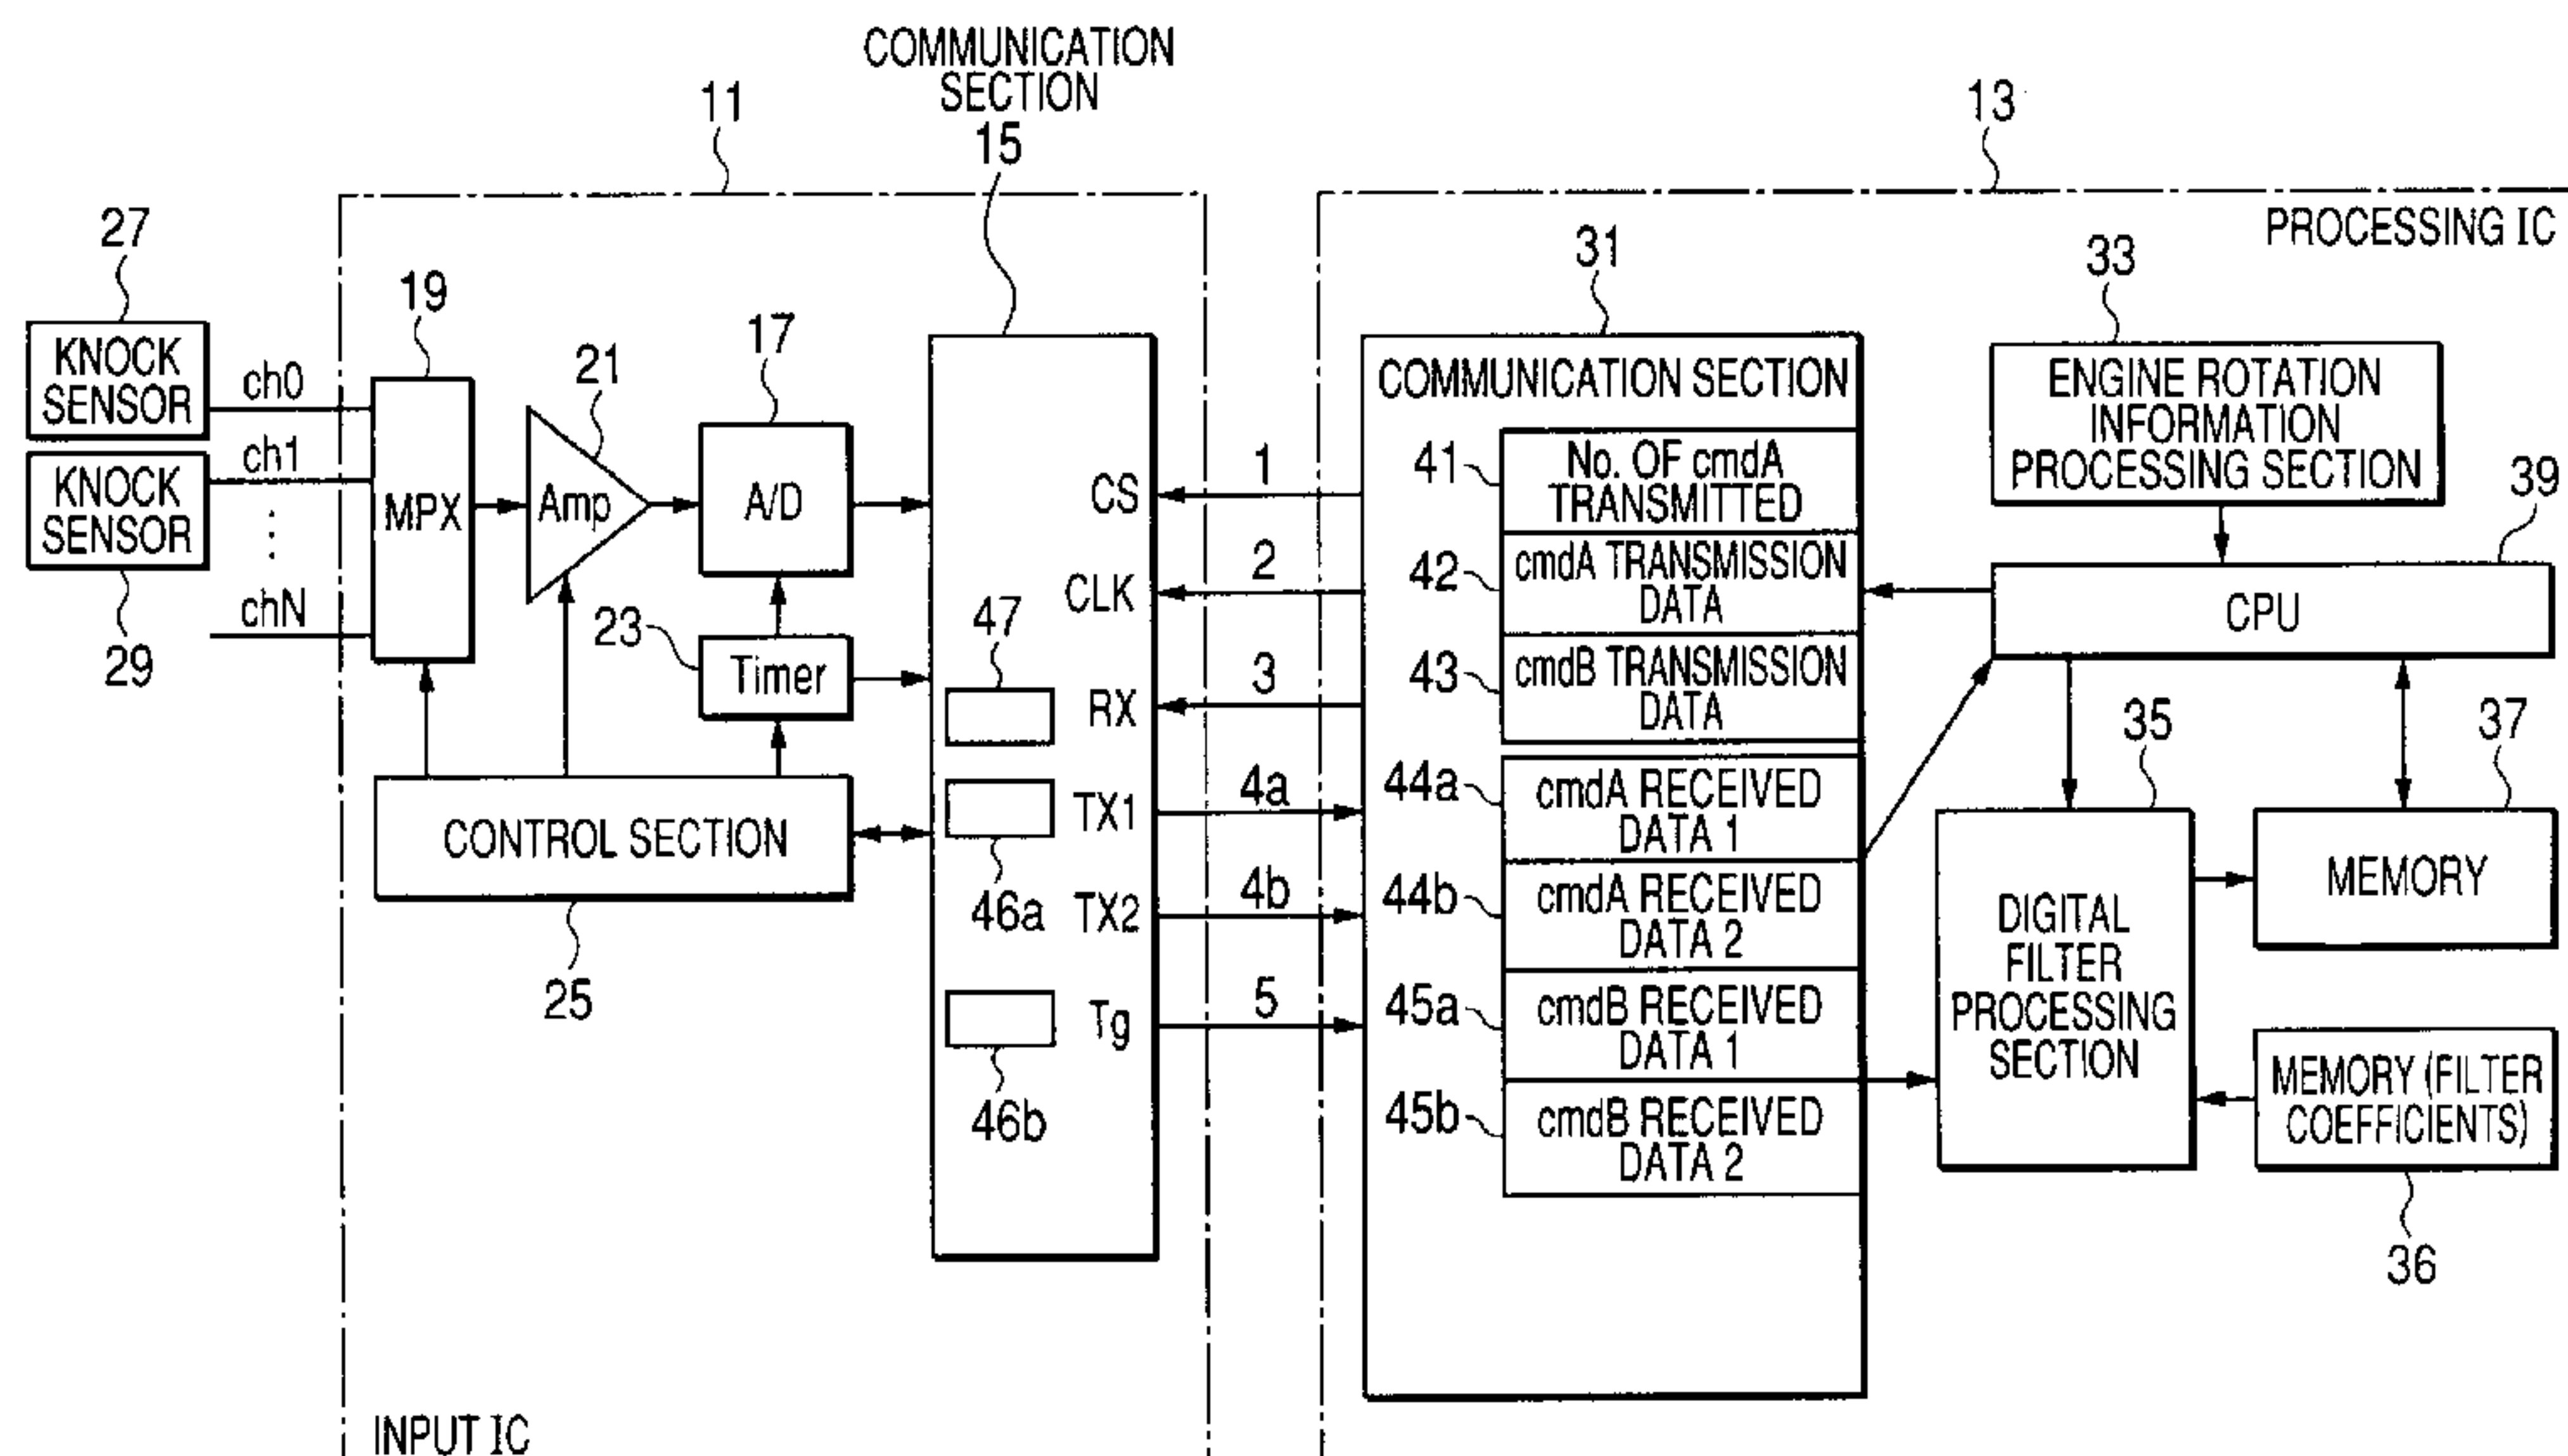 COMMUNICATION
SECTION
15
11
13
INPUT IC
PROCESSING IC
27
KNOCK
SENSOR
ch0
KNOCK
SENSOR
29
ch1
chN
19
MPX
21
Amp
17
A/D
23
Timer
CONTROL SECTION
25
CS
CLK
47
RX
46a
TX1
TX2
46b
Tg
1
2
3
4a
4b
5
31
COMMUNICATION SECTION
41
No. OF cmdA
TRANSMITTED
42
cmdA TRANSMISSION
DATA
43
cmdB TRANSMISSION
DATA
44a
cmdA RECEIVED
DATA 1
44b
cmdA RECEIVED
DATA 2
45a
cmdB RECEIVED
DATA 1
45b
cmdB RECEIVED
DATA 2
33
ENGINE ROTATION
INFORMATION
PROCESSING SECTION
39
CPU
35
DIGITAL
FILTER
PROCESSING
SECTION
37
MEMORY
MEMORY (FILTER
COEFFICIENTS)
36